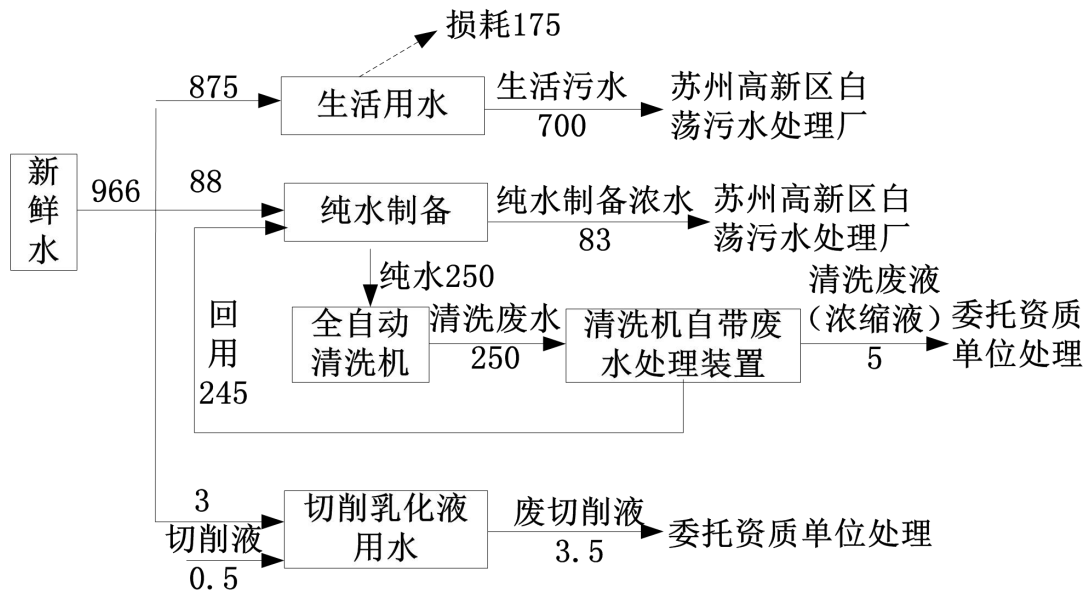 损耗175
875
生活用水
生活污水
700
苏州高新区白
荡污水处理厂
新
鲜
水
966
88
纯水制备
纯水制备浓水
83
苏州高新区白
荡污水处理厂
纯水250
回
用
245
全自动
清洗机
清洗废水
250
清洗机自带废
水处理装置
清洗废液
（浓缩液）
5
委托资质
单位处理
3
切削液
0.5
切削乳化液
用水
废切削液
3.5
委托资质单位处理